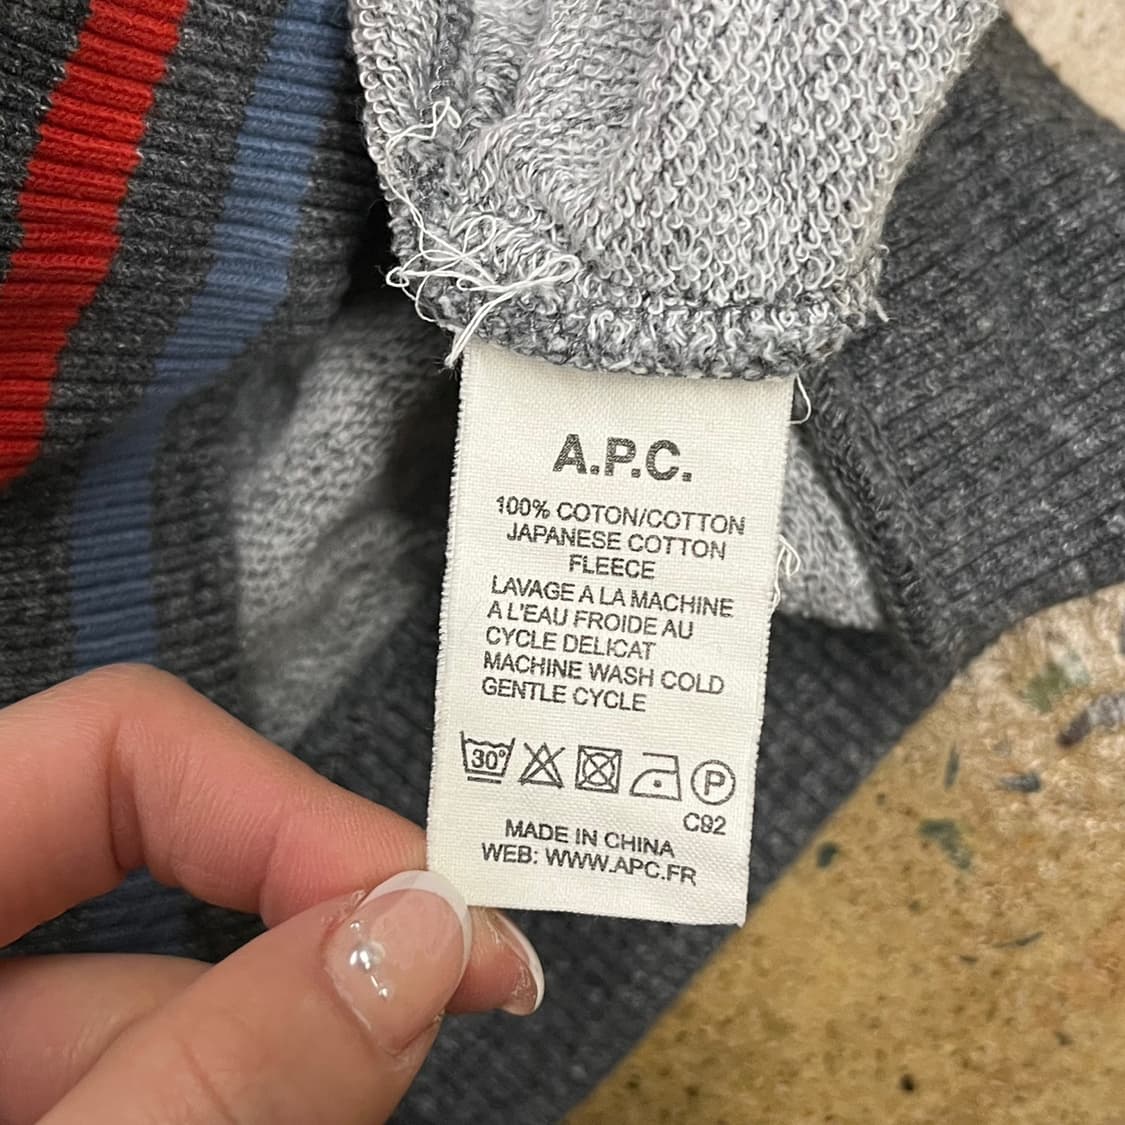 A.P.C.
100% COTON/COTTON
JAPANESE COTTON
FLEECE
LAVAGE A LA MACHINE
A L'EAU FROIDE AU
CYCLE DELICAT
MACHINE WASH COLD
GENTLE CYCLE
30° P
C92
MADE IN CHINA
WEB: WWW.APC.FR